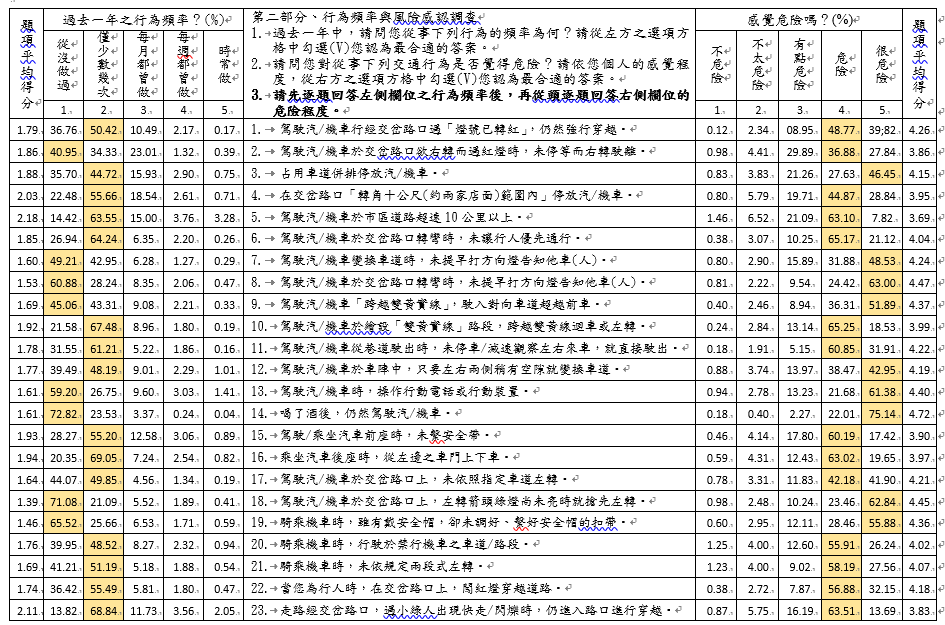 題項平均得分
過去一年之行為頻率？(%)
從沒做過
僅少數幾次
每月都曾做
每週都曾做
時常做
1. 2. 3. 4. 5.
第二部分、行為頻率與風險感認調查
1. 過去一年中，請問您從事下列行為的頻率為何？請從左方之選項方
格中勾選(V)您認為最合適的答案。
2. 請問您對從事下列交通行為是否覺得危險？請依您個人的感覺程
度，從右方之選項方格中勾選(V)您認為最合適的答案。
3. 請先逐題回答左側欄位之行為頻率後，再從頭逐題回答右側欄位的
危險程度。
感覺危險嗎？(%)
不危險
不太危險
有點危險
危險
很危險
1. 2. 3. 4. 5.
題項平均得分
1.79 36.76 50.42 10.49 2.17 0.17 1. 駕駛汽/機車行經交岔路口遇「燈號已轉紅」，仍然強行穿越。 0.12 2.34 08.95 48.77 39;82 4.26
1.86 40.95 34.33 23.01 1.32 0.39 2. 駕駛汽/機車於交岔路口欲右轉而遇紅燈時，未停等而右轉駛離。 0.98 4.41 29.89 36.88 27.84 3.86
1.88 35.70 44.72 15.93 2.90 0.75 3. 占用車道併排停放汽/機車。 0.83 3.83 21.26 27.63 46.45 4.15
2.03 22.48 55.66 18.54 2.61 0.71 4. 在交岔路口「轉角十公尺(約兩家店面)範圍內」停放汽/機車。 0.80 5.79 19.71 44.87 28.84 3.95
2.18 14.42 63.55 15.00 3.76 3.28 5. 駕駛汽/機車於市區道路超速 10 公里以上。 1.46 6.52 21.09 63.10 7.82 3.69
1.85 26.94 64.24 6.35 2.20 0.26 6. 駕駛汽/機車於交岔路口轉彎時，未讓行人優先通行。 0.38 3.07 10.25 65.17 21.12 4.04
1.60 49.21 42.95 6.28 1.27 0.29 7. 駕駛汽/機車變換車道時，未提早打方向燈告知他車(人)。 0.80 2.90 15.89 31.88 48.53 4.24
1.53 60.88 28.24 8.35 2.06 0.47 8. 駕駛汽/機車於交岔路口轉彎時，未提早打方向燈告知他車(人)。 0.81 2.22 9.54 24.42 63.00 4.47
1.69 45.06 43.31 9.08 2.21 0.33 9. 駕駛汽/機車「跨越雙黃實線」，駛入對向車道超越前車。 0.40 2.46 8.94 36.31 51.89 4.37
1.92 21.58 67.48 8.96 1.80 0.19 10. 駕駛汽/機車於繪設「雙黃實線」路段，跨越雙黃線迴車或左轉。 0.24 2.84 13.14 65.25 18.53 3.99
1.78 31.55 61.21 5.22 1.86 0.16 11. 駕駛汽/機車從巷道駛出時，未停車/減速觀察左右來車，就直接駛出。 0.18 1.91 5.15 60.85 31.91 4.22
1.77 39.49 48.19 9.01 2.29 1.01 12. 駕駛汽/機車於車陣中，只要左右兩側稍有空隙就變換車道。 0.88 3.74 13.97 38.47 42.95 4.19
1.61 59.20 26.75 9.60 3.03 1.41 13. 駕駛汽/機車時，操作行動電話或行動裝置。 0.94 2.78 13.23 21.68 61.38 4.40
1.61 72.82 23.53 3.37 0.24 0.04 14. 喝了酒後，仍然駕駛汽/機車。 0.18 0.40 2.27 22.01 75.14 4.72
1.93 28.27 55.20 12.58 3.06 0.89 15. 駕駛/乘坐汽車前座時，未繫安全帶。 0.46 4.14 17.80 60.19 17.42 3.90
1.94 20.35 69.05 7.24 2.54 0.82 16. 乘坐汽車後座時，從左邊之車門上下車。 0.59 4.31 12.43 63.02 19.65 3.97
1.64 44.07 49.85 4.56 1.34 0.19 17. 駕駛汽/機車於交岔路口上，未依照指定車道左轉。 0.78 3.31 11.83 42.18 41.90 4.21
1.39 71.08 21.09 5.52 1.89 0.41 18. 駕駛汽/機車於交岔路口上，左轉箭頭綠燈尚未亮時就搶先左轉。 0.98 2.48 10.24 23.46 62.84 4.45
1.46 65.52 25.66 6.53 1.71 0.59 19. 騎乘機車時，雖有戴安全帽，卻未調好、繫好安全帽的扣帶。 0.60 2.95 12.11 28.46 55.88 4.36
1.76 39.95 48.52 8.27 2.32 0.94 20. 騎乘機車時，行駛於禁行機車之車道/路段。 1.25 4.00 12.60 55.91 26.24 4.02
1.69 41.21 51.19 5.18 1.88 0.54 21. 騎乘機車時，未依規定兩段式左轉。 1.23 4.00 9.02 58.19 27.56 4.07
1.74 36.42 55.49 5.81 1.80 0.47 22. 當您為行人時，在交岔路口上，闖紅燈穿越道路。 0.38 2.72 7.87 56.88 32.15 4.18
2.11 13.82 68.84 11.73 3.56 2.05 23. 走路經交岔路口，遇小綠人出現快走/閃爍時，仍進入路口進行穿越。 0.87 5.75 16.19 63.51 13.69 3.83